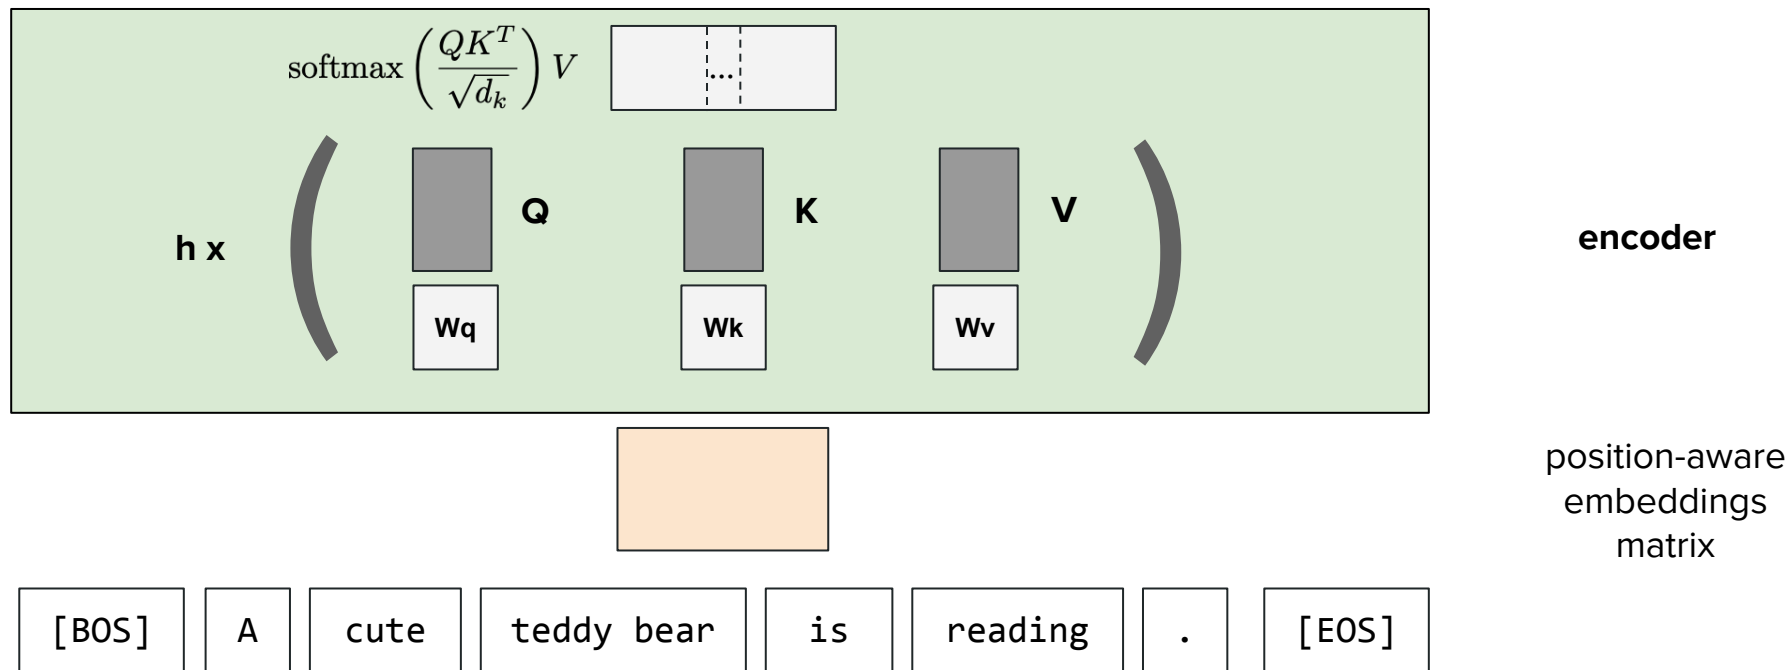 softmax(QK^T/√d_k)V
...
h x
Q
K
V
Wq
Wk
Wv
encoder
position-aware
embeddings
matrix
[BOS] A cute teddy bear is reading . [EOS]